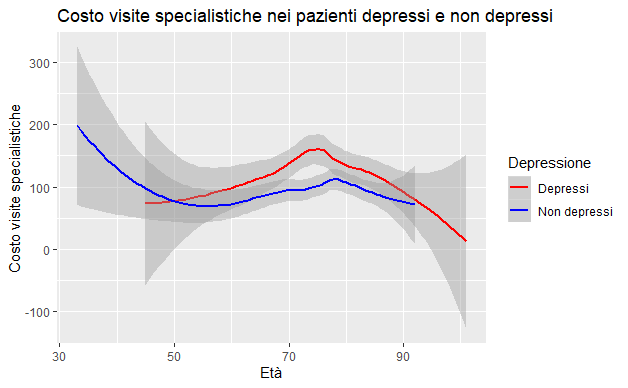 Costo visite specialistiche nei pazienti depressi e non depressi
300
200
100
0
-100
Costo visite specialistiche
30
50
70
90
Età
Depressione
Depressi
Non depressi